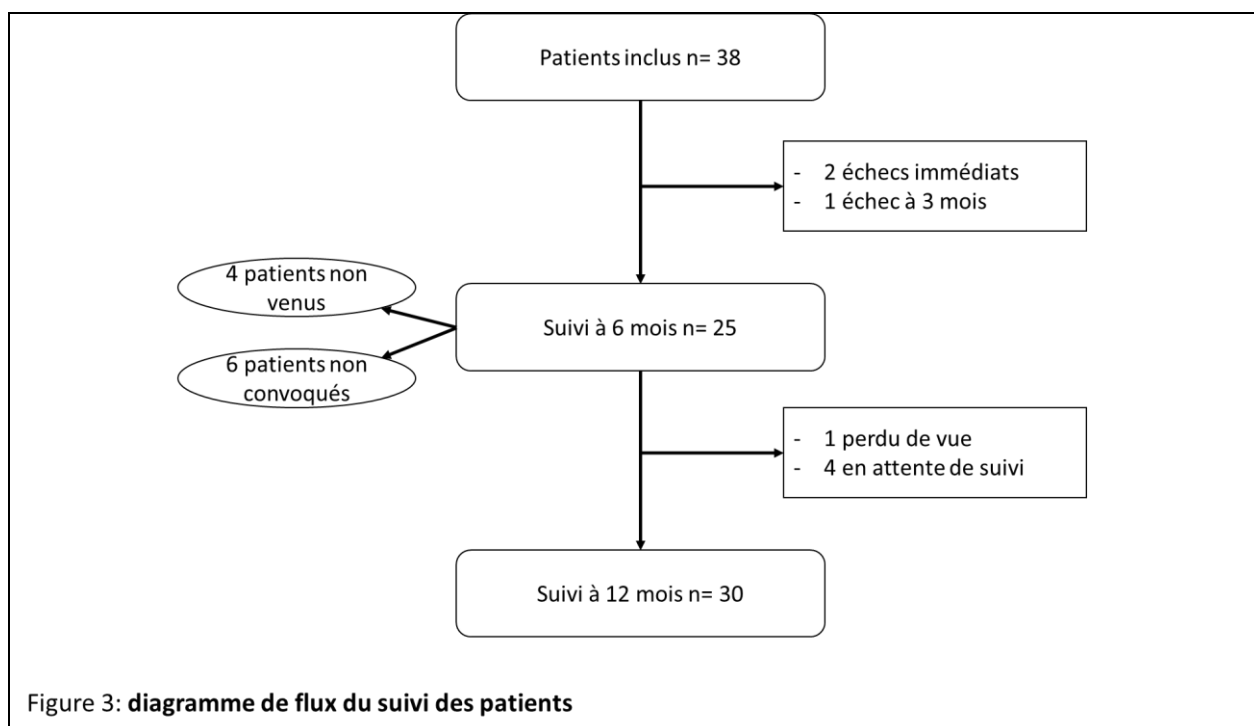 Patients inclus n= 38
- 2 échecs immédiats
- 1 échec à 3 mois
4 patients non
venus
Suivi à 6 mois n= 25
6 patients non
convoqués
- 1 perdu de vue
- 4 en attente de suivi
Suivi à 12 mois n= 30
Figure 3: diagramme de flux du suivi des patients